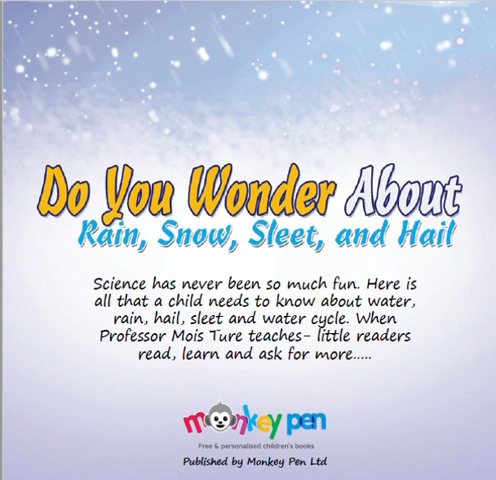 Do You Wonder About
Rain, Snow, Sleet, and Hail
Science has never been so much fun. Here is
all that a child needs to know about water,
rain, hail, sleet and water cycle. When
Professor Mois Ture teaches- little readers
read, learn and ask for more.....
monkey pen
Free & personalised children's books
Published by Monkey Pen Ltd